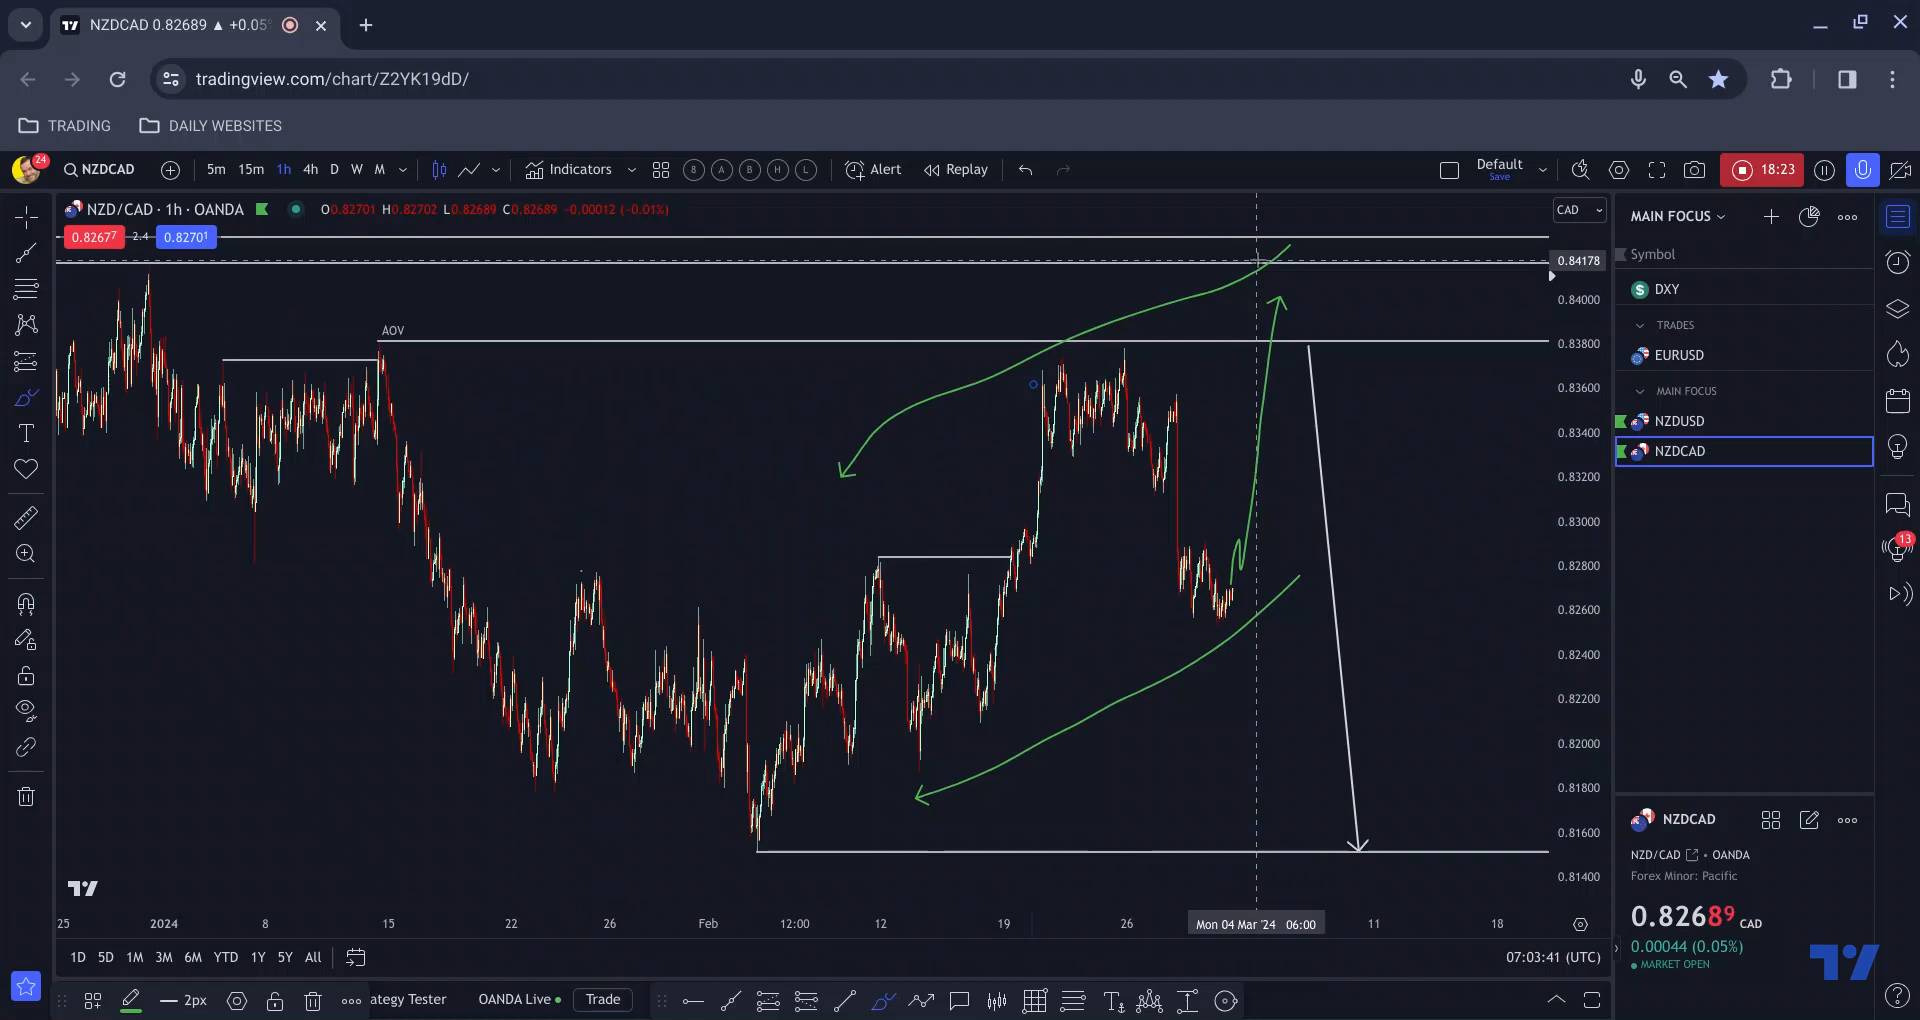 NZDCAD 0.82689 ▲ +0.05%
tradingview.com/chart/Z2YK19dD/
TRADING
DAILY WEBSITES
24
NZDCAD
5m 15m 1h 4h D W M
Indicators
8 A B H L
Alert
Replay
Default
Save
18:23
NZD/CAD · 1h · OANDA
O0.82701 H0.82702 L0.82689 C0.82689 -0.00012 (-0.01%)
CAD
0.82677
2.4
0.82701
AOV
0.84178
0.84000
0.83800
0.83600
0.83400
0.83200
0.83000
0.82800
0.82600
0.82400
0.82200
0.82000
0.81800
0.81600
0.81400
25 2024 8 15 22 26 Feb 12:00 12 19 26 Mon 04 Mar '24 06:00 11 18
1D 5D 1M 3M 6M YTD 1Y 5Y All
07:03:41 (UTC)
2px
ategy Tester
OANDA Live
Trade
MAIN FOCUS
Symbol
DXY
TRADES
EURUSD
MAIN FOCUS
NZDUSD
NZDCAD
13
NZDCAD
NZD/CAD • OANDA
Forex Minor: Pacific
0.82689 CAD
0.00044 (0.05%)
MARKET OPEN